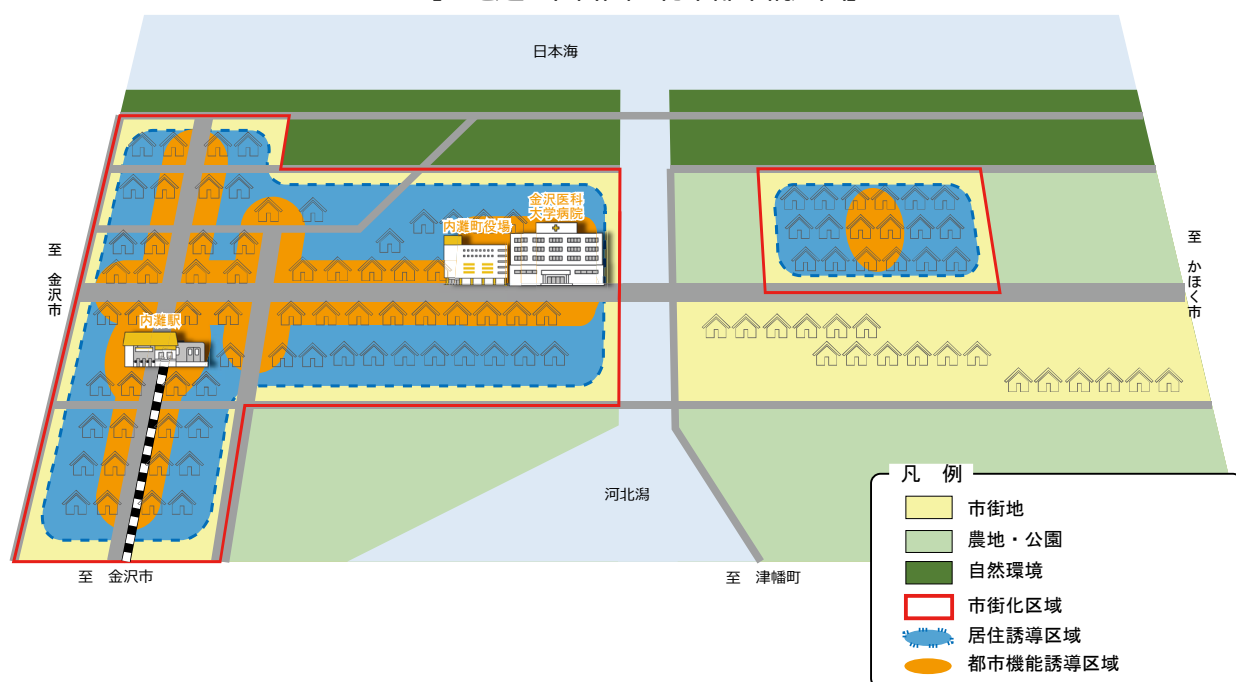 日本海
金沢医科
大学病院
内灘町役場
至 金沢市
至 かほく市
内灘駅
河北潟
至 金沢市
至 津幡町
凡 例
市街地
農地・公園
自然環境
市街化区域
居住誘導区域
都市機能誘導区域